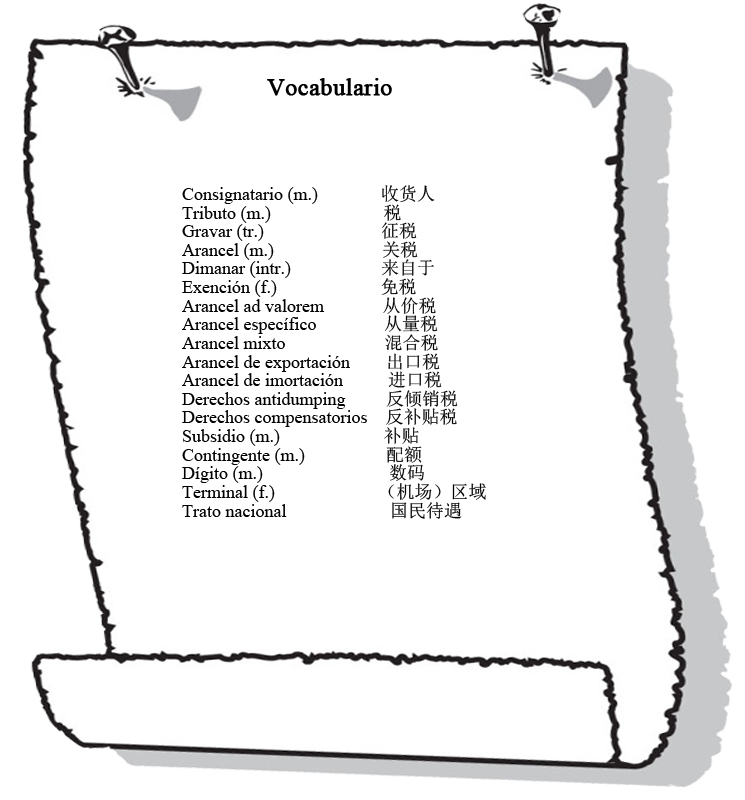 Vocabulario
Consignatario (m.) 收货人
Tributo (m.) 税
Gravar (tr.) 征税
Arancel (m.) 关税
Dimanar (intr.) 来自于
Exención (f.) 免税
Arancel ad valorem 从价税
Arancel específico 从量税
Arancel mixto 混合税
Arancel de exportación 出口税
Arancel de imortación 进口税
Derechos antidumping 反倾销税
Derechos compensatorios 反补贴税
Subsidio (m.) 补贴
Contingente (m.) 配额
Dígito (m.) 数码
Terminal (f.) （机场）区域
Trato nacional 国民待遇